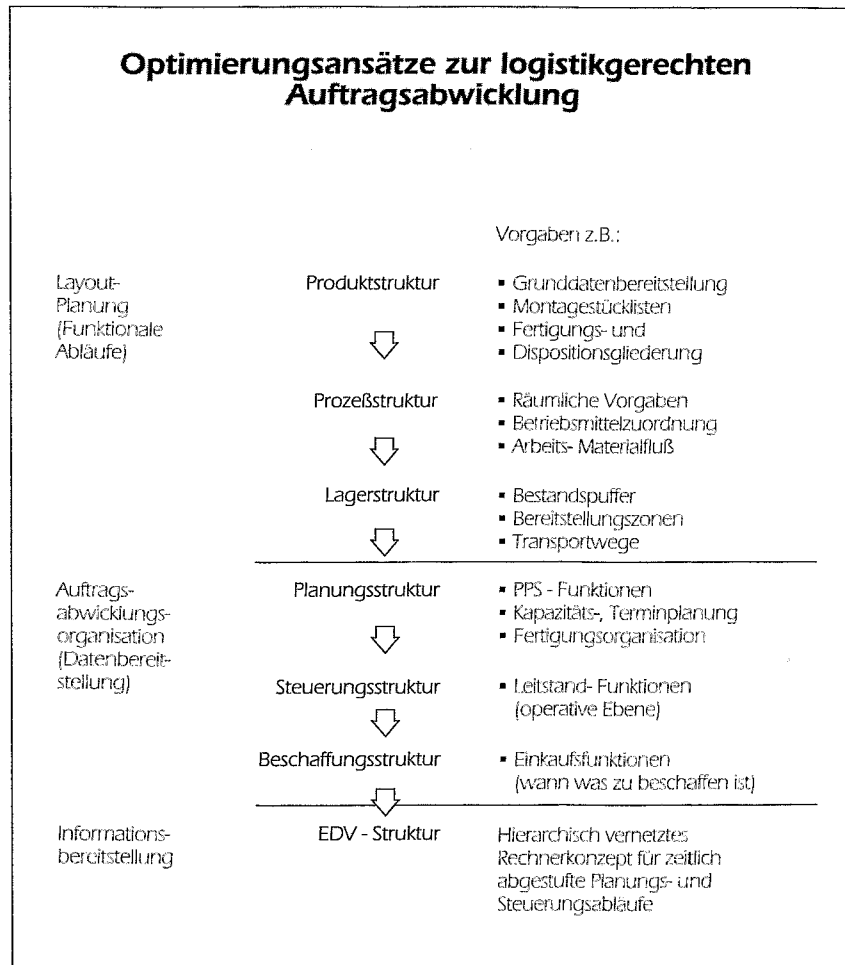 Optimierungsansätze zur logistikgerechten
Auftragsabwicklung
Vorgaben z.B.:
Layout-
Planung
(Funktionale
Abläufe)
Produktstruktur
▪ Grunddatenbereitstellung
▪ Montagestücklisten
▪ Fertigungs- und
▪ Dispositionsgliederung
Prozeßstruktur
▪ Räumliche Vorgaben
▪ Betriebsmittelzuordnung
▪ Arbeits- Materialfluß
Lagerstruktur
▪ Bestandspuffer
▪ Bereitstellungszonen
▪ Transportwege
Auftrags-
abwicklungs-
organisation
(Datenbereit-
stellung)
Planungsstruktur
▪ PPS - Funktionen
▪ Kapazitäts-, Terminplanung
▪ Fertigungsorganisation
Steuerungsstruktur
▪ Leitstand- Funktionen
(operative Ebene)
Beschaffungsstruktur
▪ Einkaufsfunktionen
(wann was zu beschaffen ist)
Informations-
bereitstellung
EDV - Struktur
Hierarchisch vernetztes
Rechnerkonzept für zeitlich
abgestufte Planungs- und
Steuerungsabläufe